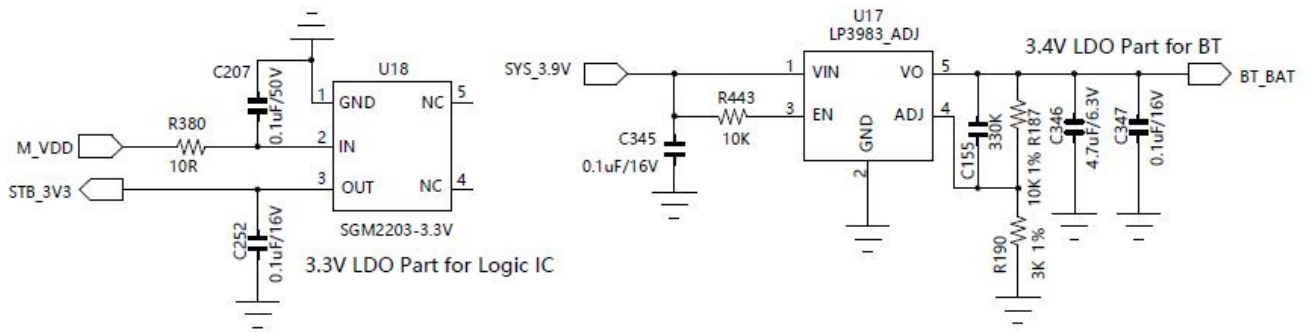 C207
0.1uF/50V
U18
1
GND
NC
5
R380
M_VDD
10R
2
IN
STB_3V3
3
OUT
NC
4
C252
0.1uF/16V
SGM2203-3.3V
3.3V LDO Part for Logic IC
U17
LP3983_ADJ
3.4V LDO Part for BT
SYS_3.9V
1
VIN
VO
5
BT_BAT
R443
10K
3
EN
ADJ
4
GND
2
C345
0.1uF/16V
C155
330K
10K 1% R187
C346
4.7uF/6.3V
C347
0.1uF/16V
R190
3K 1%